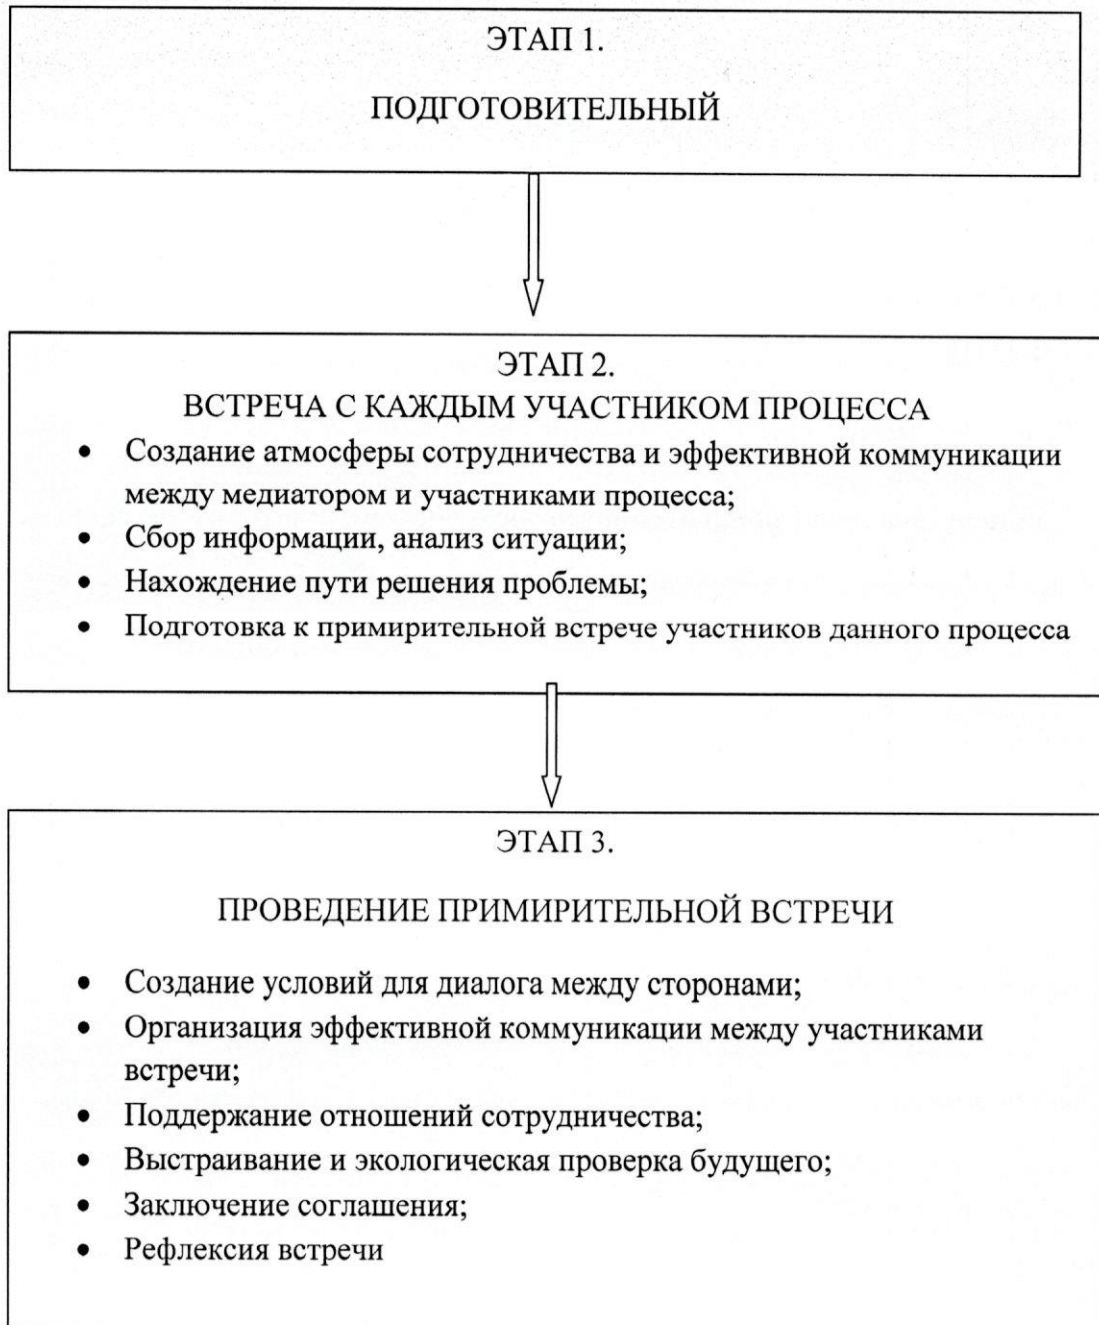 ЭТАП 1.
ПОДГОТОВИТЕЛЬНЫЙ
ЭТАП 2.
ВСТРЕЧА С КАЖДЫМ УЧАСТНИКОМ ПРОЦЕССА
• Создание атмосферы сотрудничества и эффективной коммуникации
между медиатором и участниками процесса;
• Сбор информации, анализ ситуации;
• Нахождение пути решения проблемы;
• Подготовка к примирительной встрече участников данного процесса
ЭТАП 3.
ПРОВЕДЕНИЕ ПРИМИРИТЕЛЬНОЙ ВСТРЕЧИ
• Создание условий для диалога между сторонами;
• Организация эффективной коммуникации между участниками
встречи;
• Поддержание отношений сотрудничества;
• Выстраивание и экологическая проверка будущего;
• Заключение соглашения;
• Рефлексия встречи